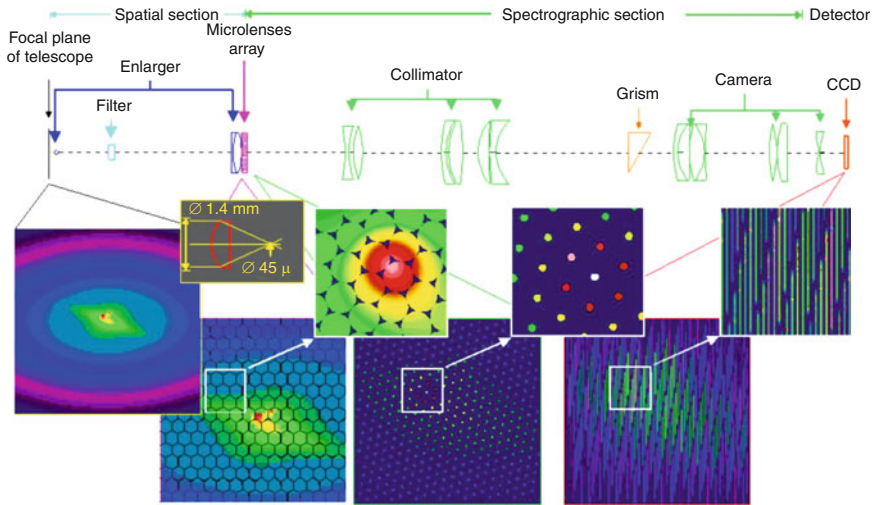 Spatial section
Spectrographic section
Detector
Focal plane
of telescope
Microlenses
array
Enlarger
Filter
Collimator
Grism
Camera
CCD
∅ 1.4 mm
∅ 45 μ